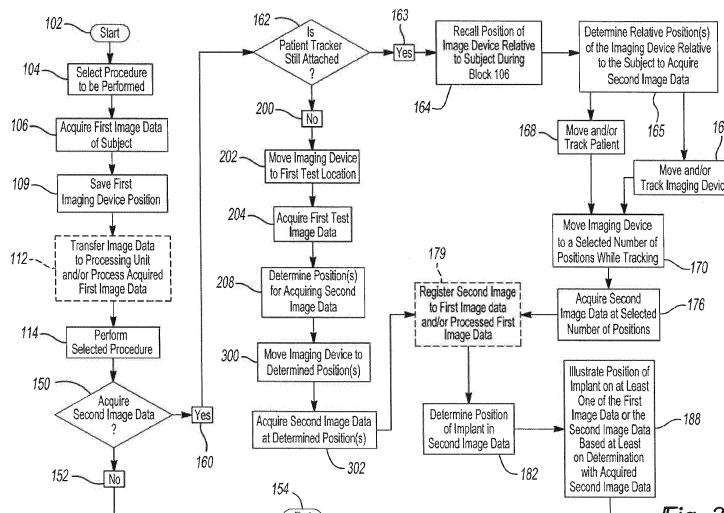 102
Start
104
Select Procedure
to be Performed
106
Acquire First Image Data
of Subject
109
Save First
Imaging Device Position
112
Transfer Image Data
to Processing Unit
and/or Process Acquired
First Image Data
114
Perform
Selected Procedure
150
Acquire
Second Image Data
?
Yes
160
152
No
162
Is
Patient Tracker
Still Attached
?
163
Yes
200
No
202
Move Imaging Device
to First Test Location
204
Acquire First Test
Image Data
208
Determine Position(s)
for Acquiring Second
Image Data
300
Move Imaging Device to
Determined Position(s)
Acquire Second Image Data
at Determined Position(s)
302
154
Recall Position of
Image Device Relative
to Subject During
Block 106
164
Determine Relative Position(s)
of the Imaging Device Relative
to the Subject to Acquire
Second Image Data
165
168
Move and/or
Track Patient
Move and/or
Track Imaging Devic
Move Imaging Device
to a Selected Number of
Positions While Tracking
170
Acquire Second
Image Data at Selected
Number of Positions
176
179
Register Second Image
to First Image data
and/or Processed First
Image Data
Determine Position
of Implant in
Second Image Data
182
Illustrate Position of
Implant on at Least
One of the First
Image Data or the
Second Image Data
Based at Least
on Determination
with Acquired
Second Image Data
188